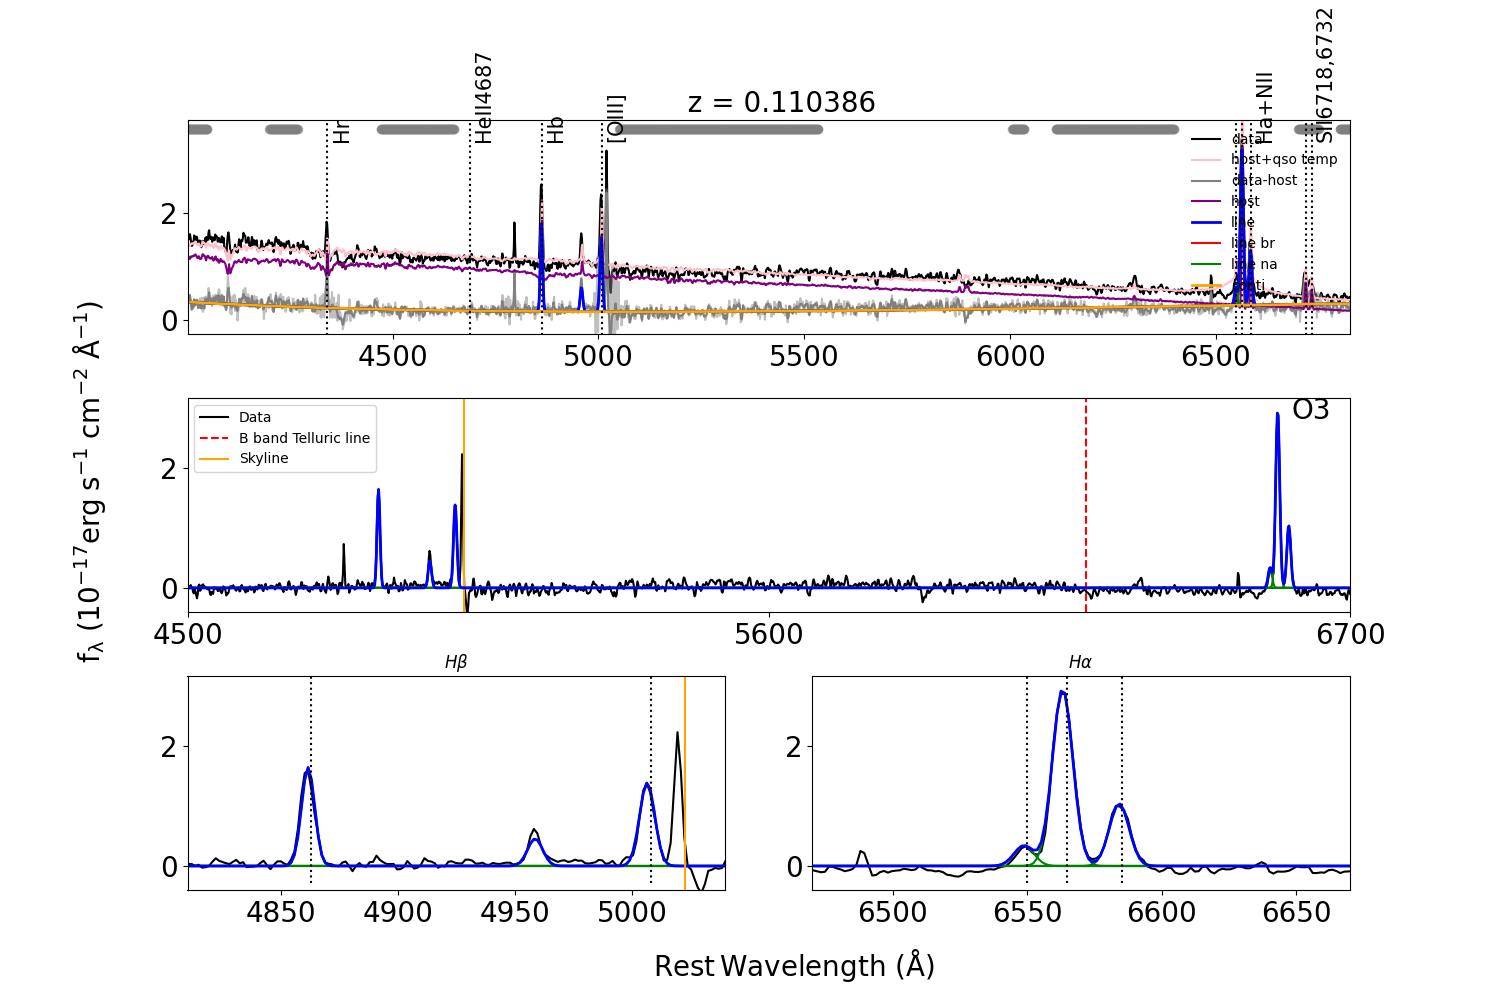 z = 0.110386
Hr
HeII4687
Hb
[OIII]
Ha+NII
SII6718,6732
data
host+qso temp
data-host
host
line
line br
line na
conti
2
0
4500
5000
5500
6000
6500
Data
B band Telluric line
Skyline
O3
2
0
4500
5600
6700
fλ (10⁻¹⁷erg s⁻¹ cm⁻² Å⁻¹)
Hβ
2
0
4850
4900
4950
5000
Hα
2
0
6500
6550
6600
6650
Rest Wavelength (Å)